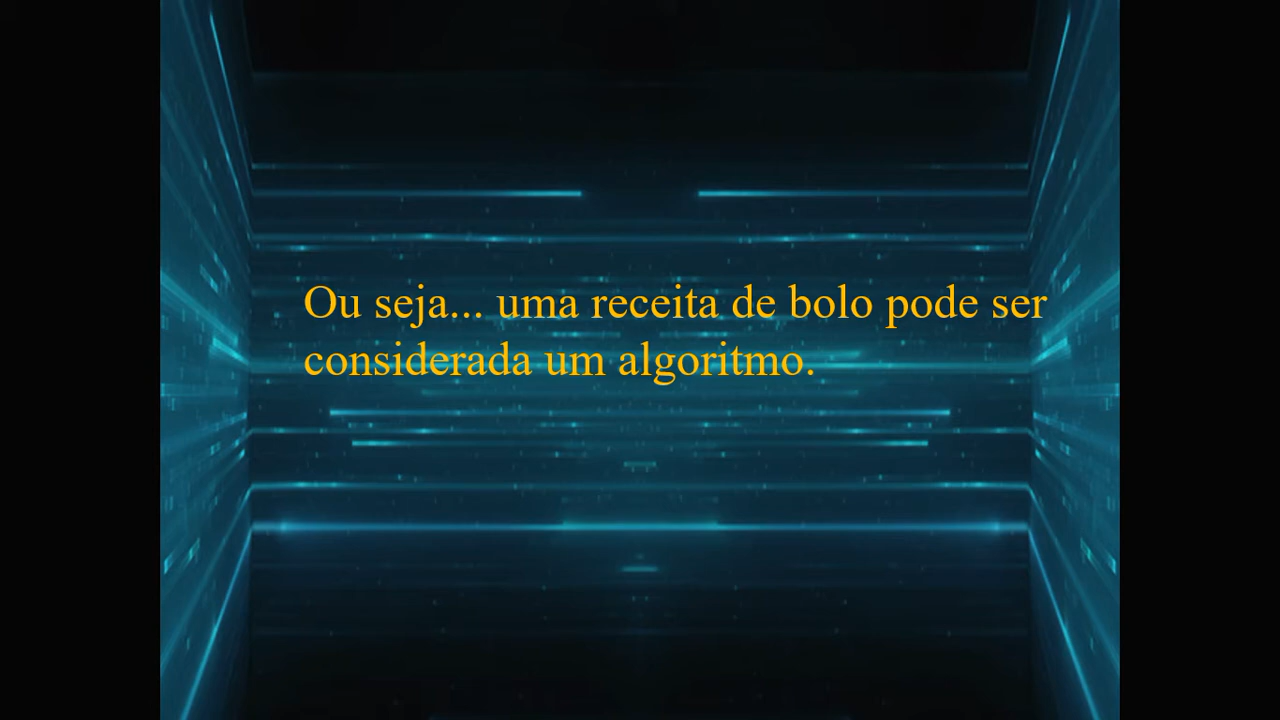 Ou seja... uma receita de bolo pode ser
considerada um algoritmo.